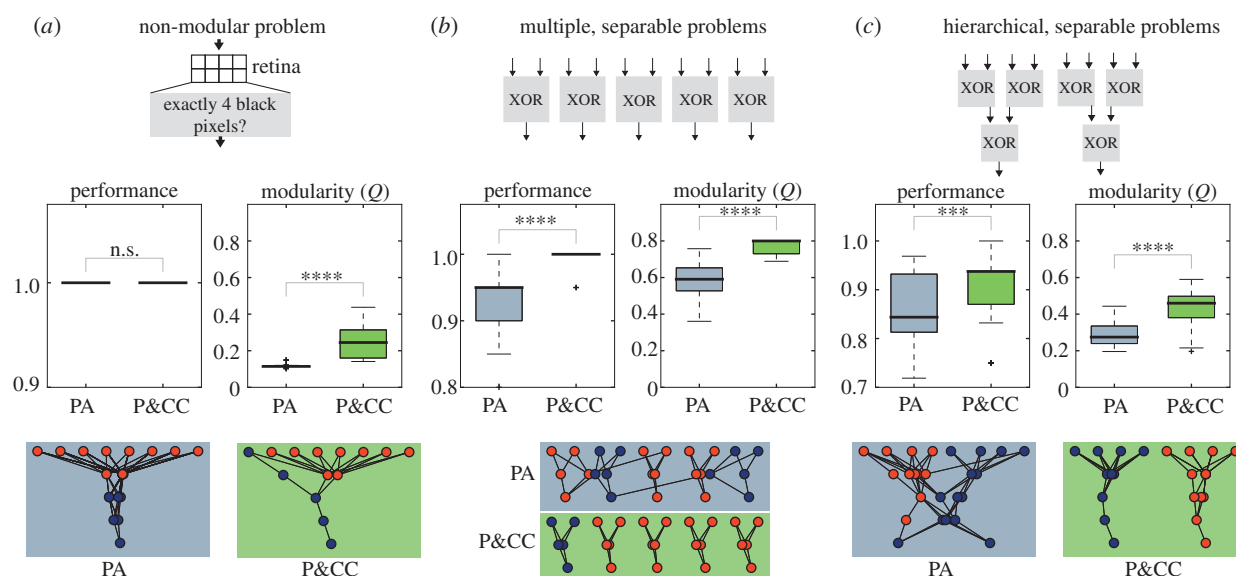 (a)
non-modular problem
retina
exactly 4 black
pixels?
performance
modularity (Q)
n.s.
****
1.0
0.9
0.8
0.6
0.4
0.2
0
PA
P&CC
PA
P&CC
PA
P&CC
(b)
multiple, separable problems
XOR XOR XOR XOR XOR
performance
modularity (Q)
****
****
1.0
0.9
0.8
0.8
0.6
0.4
0.2
0
PA
P&CC
PA
P&CC
PA
P&CC
(c)
hierarchical, separable problems
XOR XOR XOR XOR
XOR XOR
performance
modularity (Q)
***
****
1.0
0.9
0.8
0.7
0.8
0.6
0.4
0.2
0
PA
P&CC
PA
P&CC
PA
P&CC